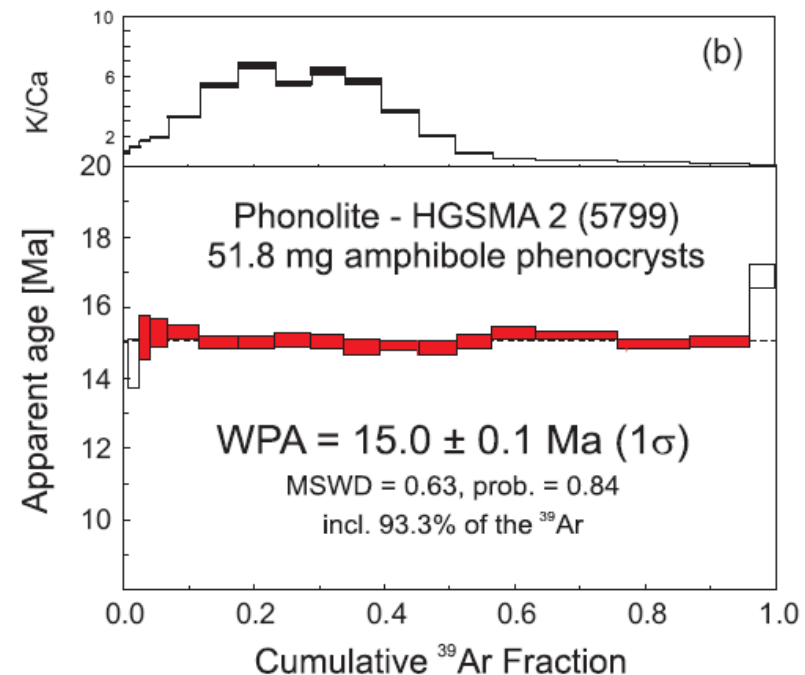 10
(b)
6
K/Ca
2
20
Phonolite - HGSMA 2 (5799)
18
51.8 mg amphibole phenocrysts
16
Apparent age [Ma]
14
WPA = 15.0 ± 0.1 Ma (1σ)
12
MSWD = 0.63, prob. = 0.84
10
incl. 93.3% of the ³⁹Ar
0.0 0.2 0.4 0.6 0.8 1.0
Cumulative ³⁹Ar Fraction